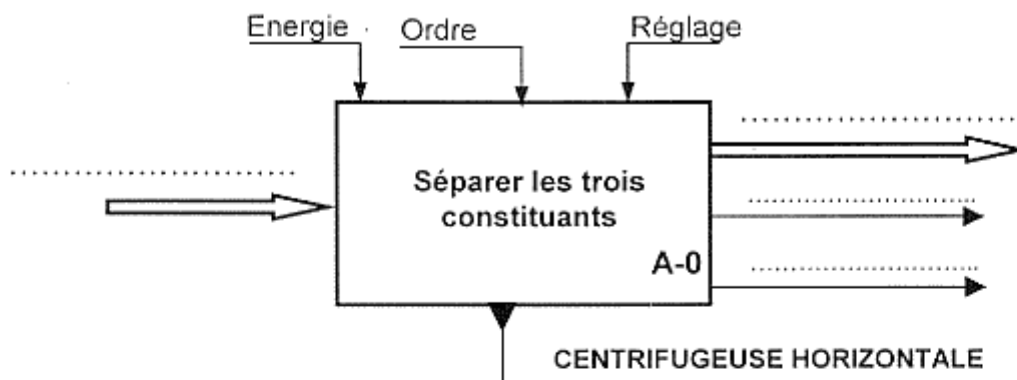 Energie
Ordre
Réglage
Séparer les trois
constituants
A-0
CENTRIFUGEUSE HORIZONTALE